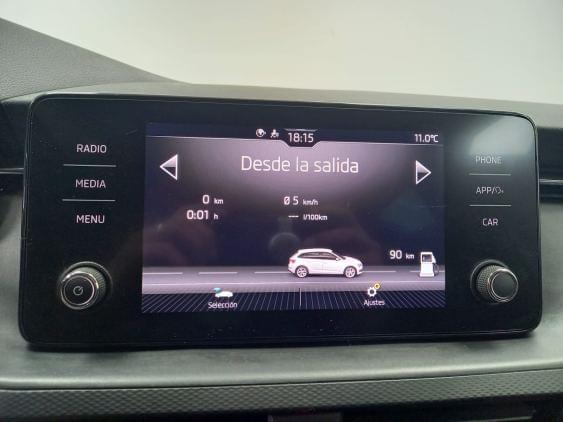 RADIO
MEDIA
MENU
18:15
11.0°C
Desde la salida
0 km
Ø 5 km/h
0:01 h
--- l/100km
90 km
Selección
Ajustes
PHONE
APP/
CAR